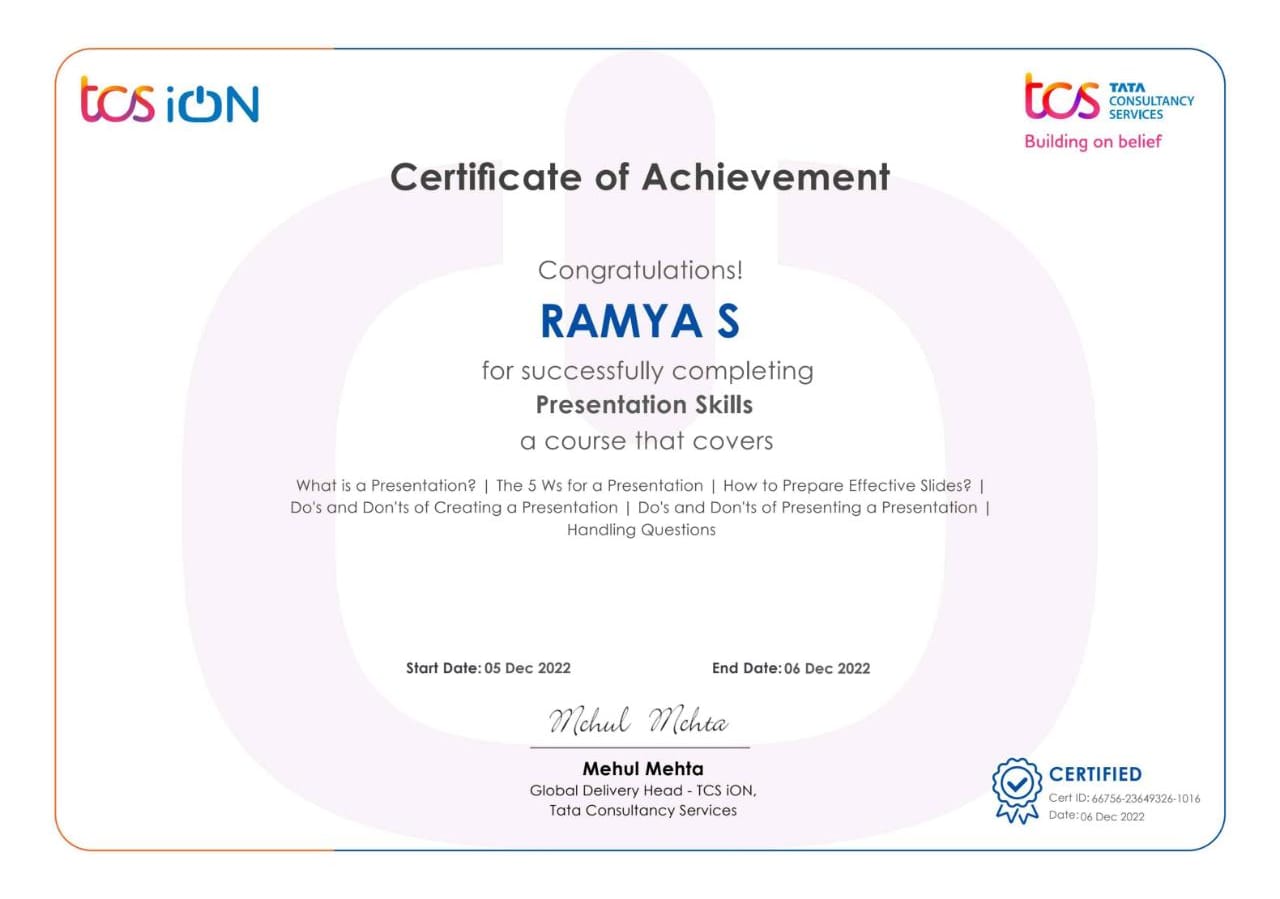 tcs iON
tcs TATA
CONSULTANCY
SERVICES
Building on belief
Certificate of Achievement
Congratulations!
RAMYA S
for successfully completing
Presentation Skills
a course that covers
What is a Presentation? | The 5 Ws for a Presentation | How to Prepare Effective Slides? |
Do's and Don'ts of Creating a Presentation | Do's and Don'ts of Presenting a Presentation |
Handling Questions
Start Date: 05 Dec 2022 End Date: 06 Dec 2022
Mehul Mehta
Mehul Mehta
Global Delivery Head - TCS iON,
Tata Consultancy Services
CERTIFIED
Cert ID: 66756-23649326-1016
Date: 06 Dec 2022